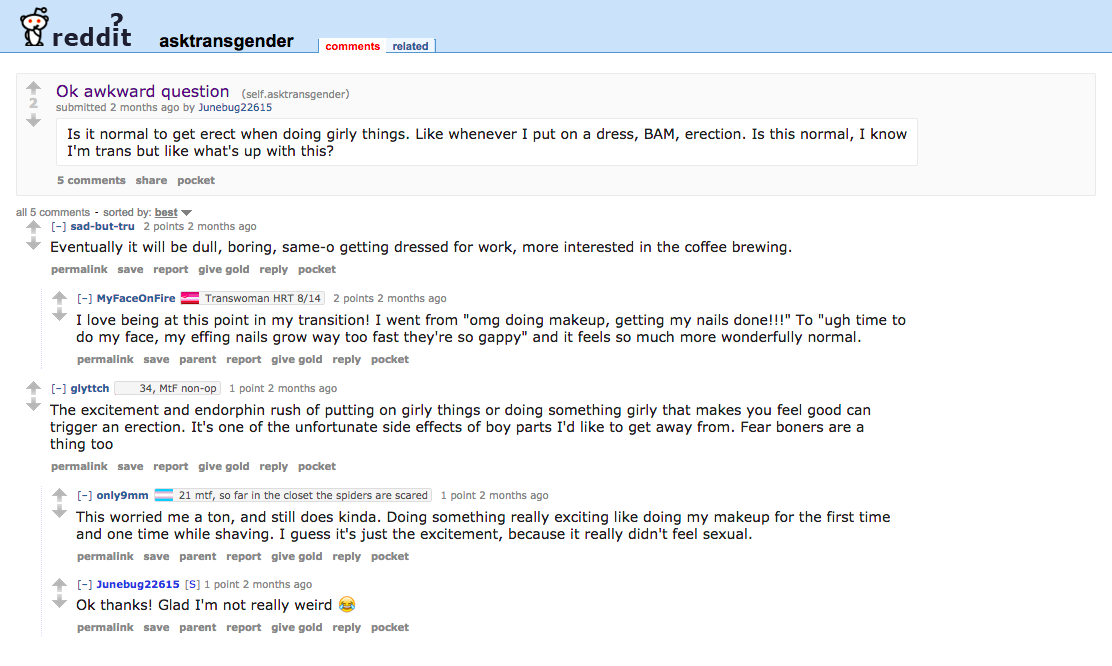 ?
reddit asktransgender comments related
Ok awkward question (self.asktransgender)
2
submitted 2 months ago by Junebug22615
Is it normal to get erect when doing girly things. Like whenever I put on a dress, BAM, erection. Is this normal, I know
I'm trans but like what's up with this?
5 comments share pocket
all 5 comments - sorted by: best
[-] sad-but-tru 2 points 2 months ago
Eventually it will be dull, boring, same-o getting dressed for work, more interested in the coffee brewing.
permalink save report give gold reply pocket
[-] MyFaceOnFire Transwoman HRT 8/14 2 points 2 months ago
I love being at this point in my transition! I went from "omg doing makeup, getting my nails done!!!" To "ugh time to
do my face, my effing nails grow way too fast they're so gappy" and it feels so much more wonderfully normal.
permalink save parent report give gold reply pocket
[-] glyttch 34, MtF non-op 1 point 2 months ago
The excitement and endorphin rush of putting on girly things or doing something girly that makes you feel good can
trigger an erection. It's one of the unfortunate side effects of boy parts I'd like to get away from. Fear boners are a
thing too
permalink save report give gold reply pocket
[-] only9mm 21 mtf, so far in the closet the spiders are scared 1 point 2 months ago
This worried me a ton, and still does kinda. Doing something really exciting like doing my makeup for the first time
and one time while shaving. I guess it's just the excitement, because it really didn't feel sexual.
permalink save parent report give gold reply pocket
[-] Junebug22615 [S] 1 point 2 months ago
Ok thanks! Glad I'm not really weird 😂
permalink save parent report give gold reply pocket